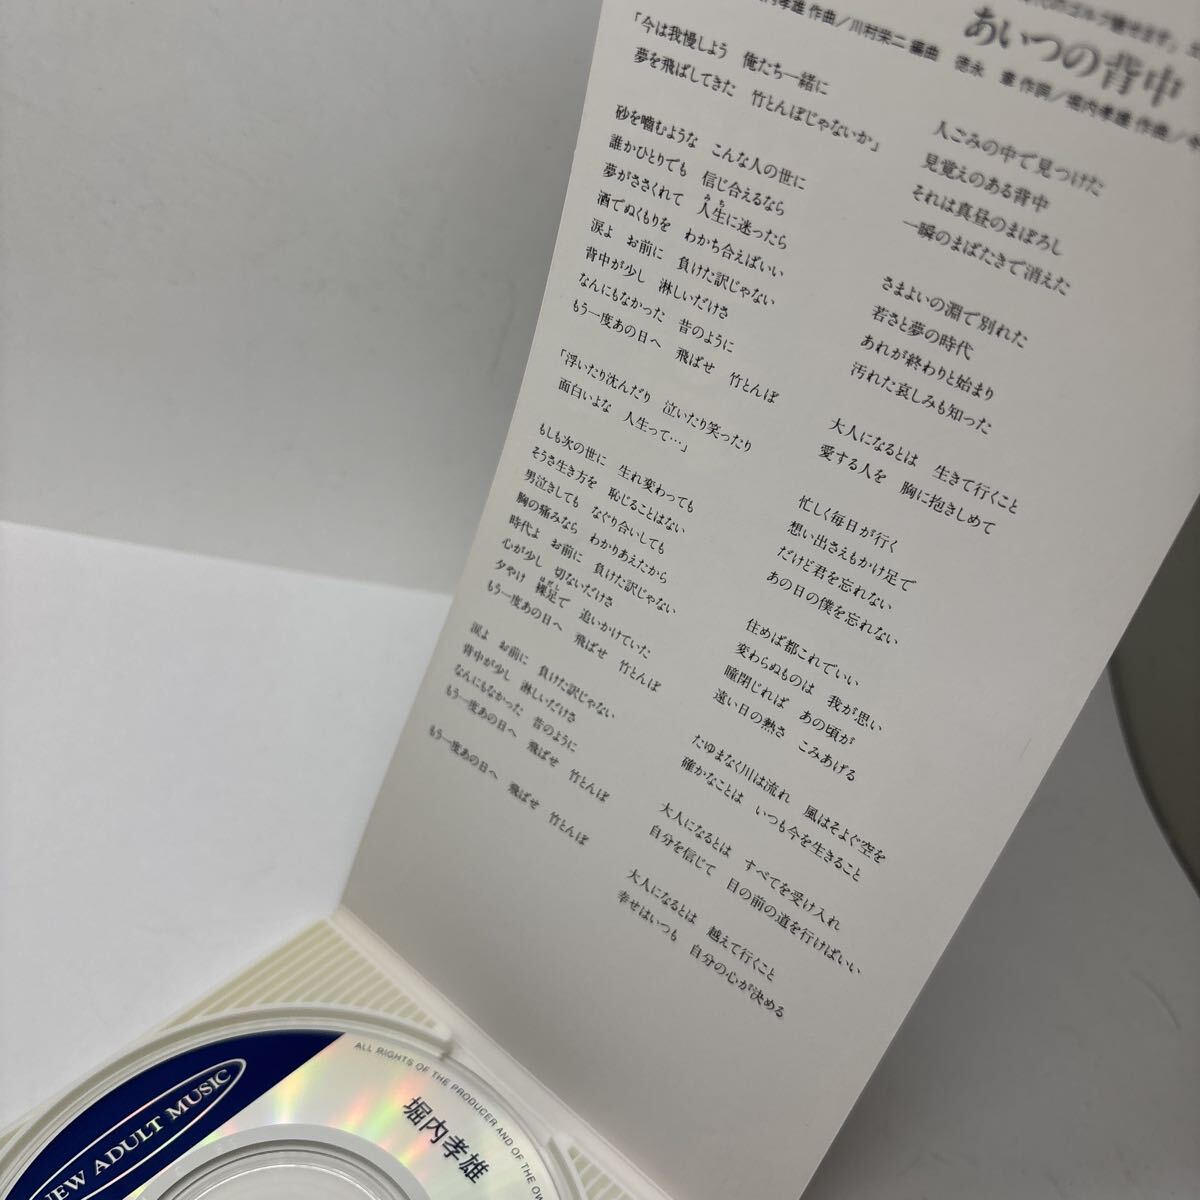 内孝雄 作曲／川村栄二 編曲
「今は我慢しよう 俺たち一緒に
夢を飛ばしてきた 竹とんぼじゃないか」
砂を噛むような こんな人の世に
誰かひとりでも 信じ合えるなら
夢がささくれて 人生に迷ったら
みち
酒でぬくもりを わかち合えばいい
涙よ お前に 負けた訳じゃない
背中が少し 淋しいだけさ
なんにもなかった 昔のように
もう一度あの日へ 飛ばせ 竹とんぼ
「浮いたり沈んだり 泣いたり笑ったり
面白いよな 人生って…」
もしも次の世に 生れ変わっても
そうさ生き方を 恥じることはない
男泣きしても なぐり合いしても
胸の痛みなら わかりあえたから
時代よ お前に 負けた訳じゃない
心が少し 切ないだけさ
夕やけ 裸足で 追いかけていた
はだし
もう一度あの日へ 飛ばせ 竹とんぼ
涙よ お前に 負けた訳じゃない
背中が少し 淋しいだけさ
なんにもなかった 昔のように
もう一度あの日へ 飛ばせ 竹とんぼ
もう一度あの日へ 飛ばせ 竹とんぼ
あいつの背中
徳永 章 作詞／堀内孝雄 作曲／
人ごみの中で見つけた
見覚えのある背中
それは真昼のまぼろし
一瞬のまばたきで消えた
さまよいの淵で別れた
若さと夢の時代
あれが終わりと始まり
汚れた哀しみも知った
大人になるとは 生きて行くこと
愛する人を 胸に抱きしめて
忙しく毎日が行く
想い出さえもかけ足で
だけど君を忘れない
あの日の僕を忘れない
住めば都これでいい
変わらぬものは 我が思い
瞳閉じれば あの頃が
遠い日の熱さ こみあげる
たゆまなく川は流れ 風はそよぐ空を
確かなことは いつも今を生きること
大人になるとは すべてを受け入れ
自分を信じて 目の前の道を行けばいい
大人になるとは 越えて行くこと
幸せはいつも 自分の心が決める
NEW ADULT MUSIC
ALL RIGHTS OF THE PRODUCER AND OF THE OW
堀内孝雄